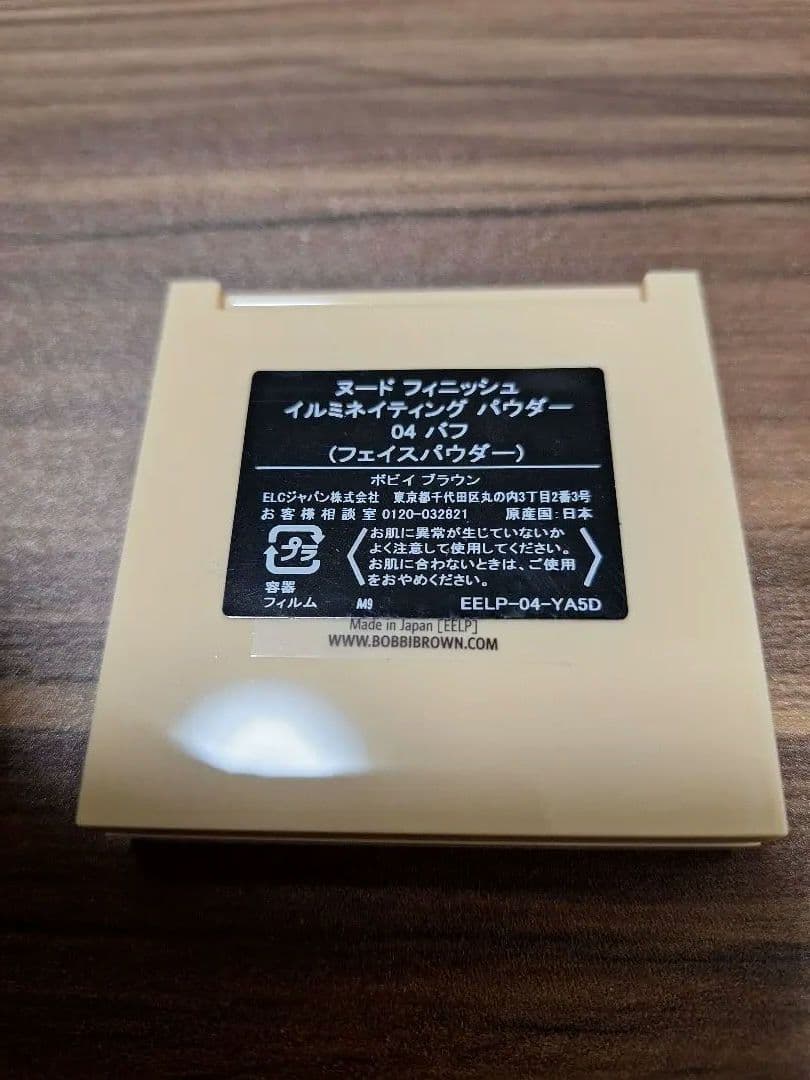 ヌード フィニッシュ
イルミネイティング パウダー
04 バフ
(フェイスパウダー)
ボビイ ブラウン
ELCジャパン株式会社 東京都千代田区丸の内3丁目2番3号
お客様相談室0120-032821 原産国:日本
お肌に異常が生じていないか
よく注意して使用してください。
お肌に合わないときは、ご使用
をおやめください。
プラ
容器
フィルム M9 EELP-04-YA5D
Made in Japan [EELP]
WWW.BOBBIBROWN.COM